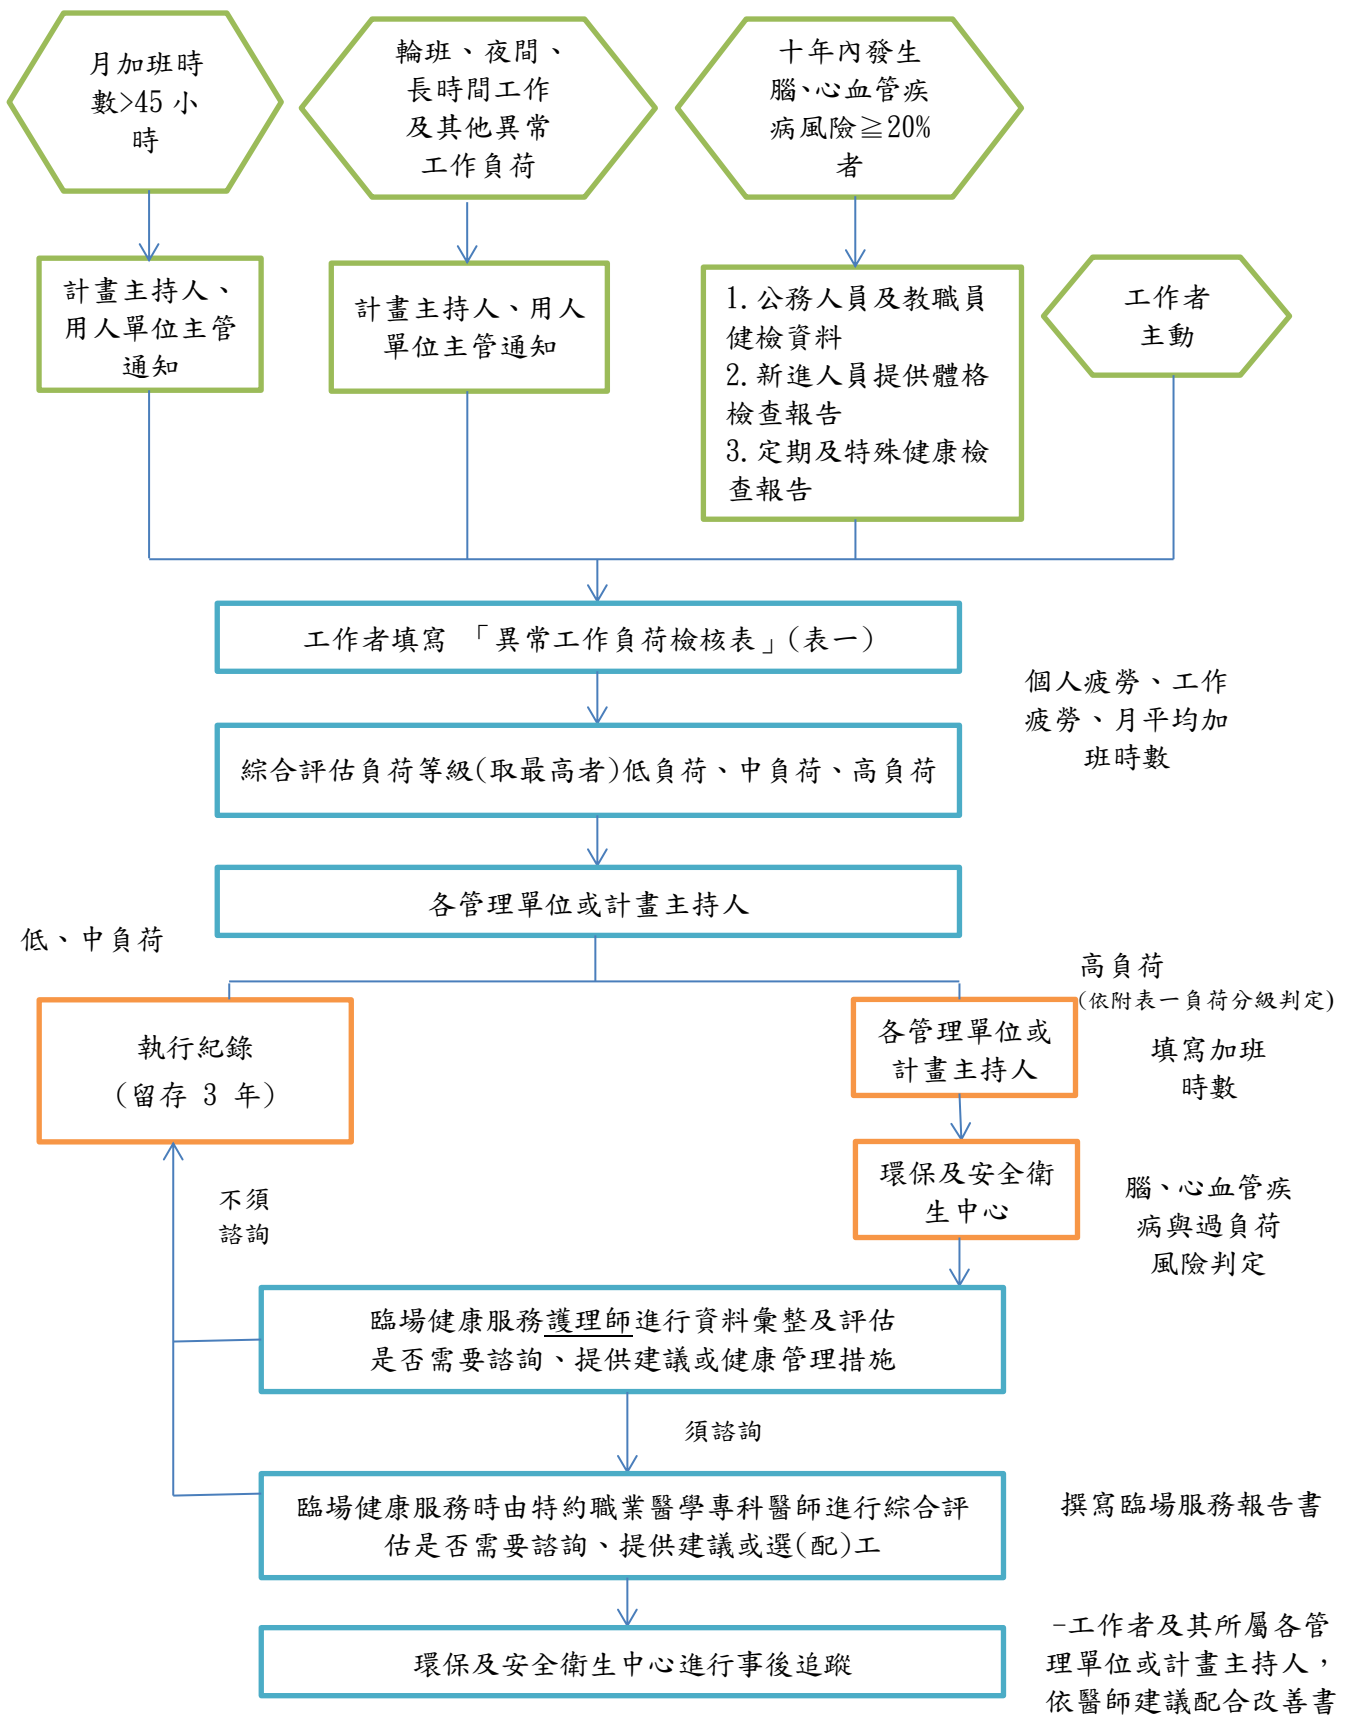 月加班時
數>45 小
時
輪班、夜間、
長時間工作
及其他異常
工作負荷
十年內發生
腦、心血管疾
病風險≧20%
者
計畫主持人、
用人單位主管
通知
計畫主持人、用人
單位主管通知
1. 公務人員及教職員
健檢資料
2. 新進人員提供體格
檢查報告
3. 定期及特殊健康檢
查報告
工作者
主動
工作者填寫 「異常工作負荷檢核表」(表一)
個人疲勞、工作
疲勞、月平均加
班時數
綜合評估負荷等級(取最高者)低負荷、中負荷、高負荷
各管理單位或計畫主持人
低、中負荷
高負荷
(依附表一負荷分級判定)
執行紀錄
(留存 3 年)
各管理單位或
計畫主持人
填寫加班
時數
環保及安全衛
生中心
腦、心血管疾
病與過負荷
風險判定
不須
諮詢
臨場健康服務護理師進行資料彙整及評估
是否需要諮詢、提供建議或健康管理措施
須諮詢
臨場健康服務時由特約職業醫學專科醫師進行綜合評
估是否需要諮詢、提供建議或選(配)工
撰寫臨場服務報告書
環保及安全衛生中心進行事後追蹤
-工作者及其所屬各管
理單位或計畫主持人，
依醫師建議配合改善書